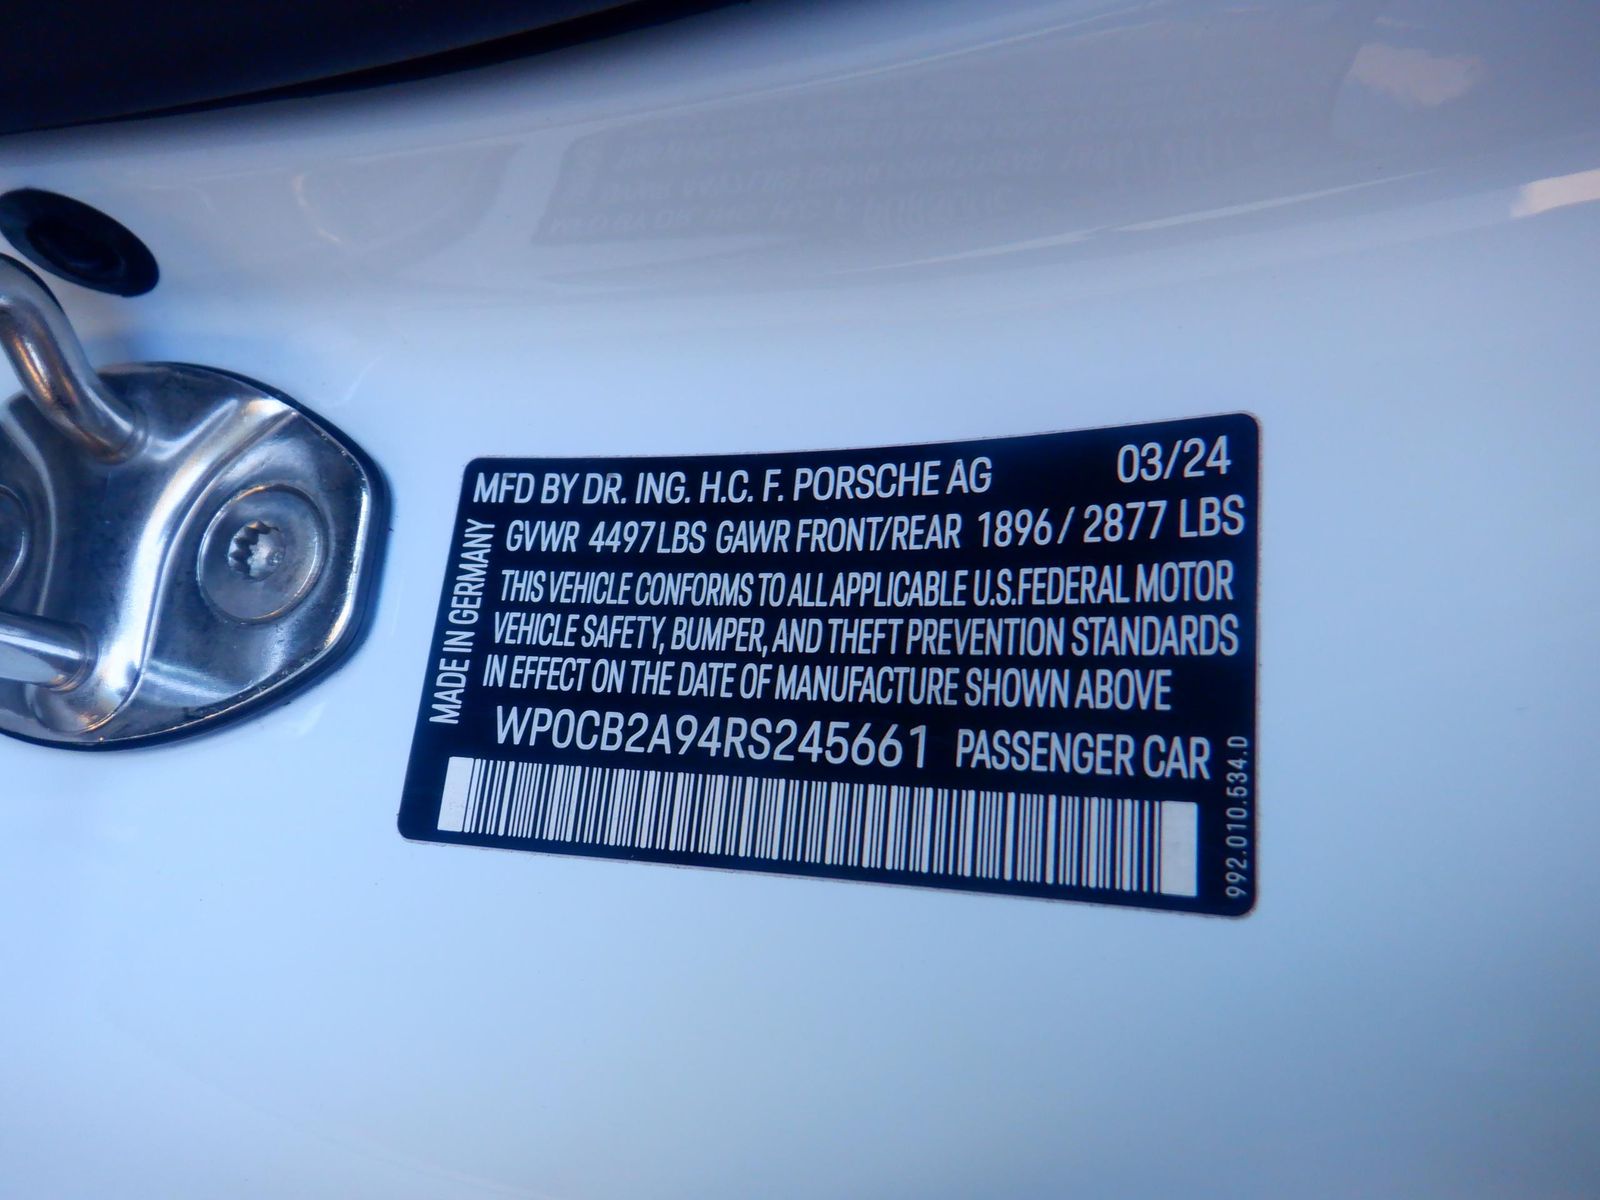 MFD BY DR. ING. H.C. F. PORSCHE AG 03/24
GVWR 4497 LBS GAWR FRONT/REAR 1896 / 2877 LBS
THIS VEHICLE CONFORMS TO ALL APPLICABLE U.S.FEDERAL MOTOR
VEHICLE SAFETY, BUMPER, AND THEFT PREVENTION STANDARDS
IN EFFECT ON THE DATE OF MANUFACTURE SHOWN ABOVE
WP0CB2A94RS245661 PASSENGER CAR
MADE IN GERMANY
992.010.534.D